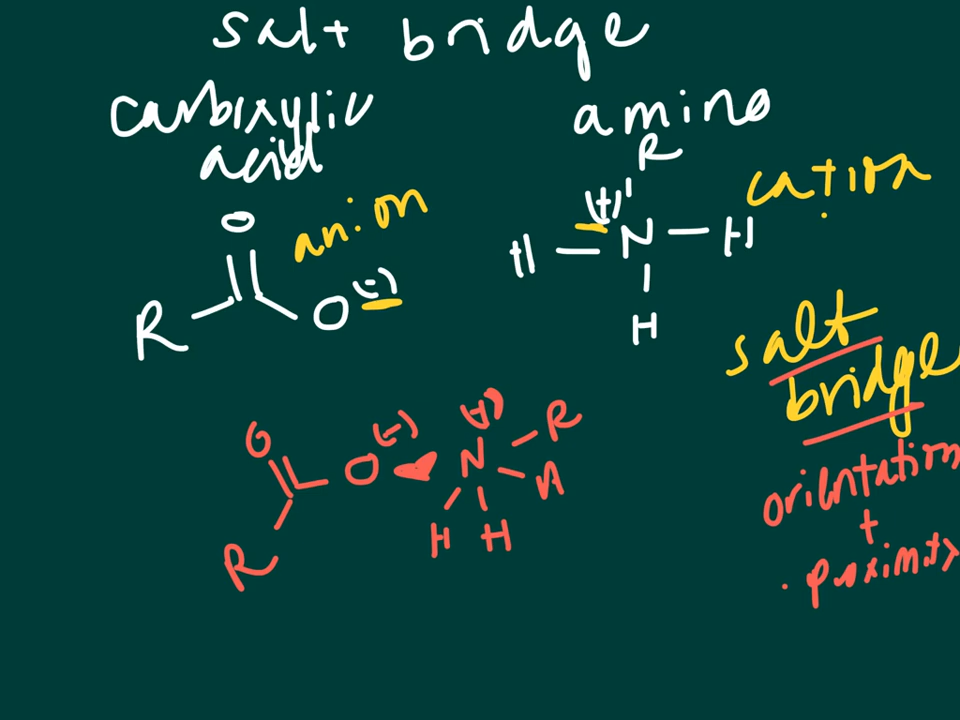 salt bridge
carboxylic
acid
amino
R
cation
anion
O
(+)
H N H
R O (-)
H
salt
bridge
O (-) (+) R
O N H
R H H
orientation
+
proximity